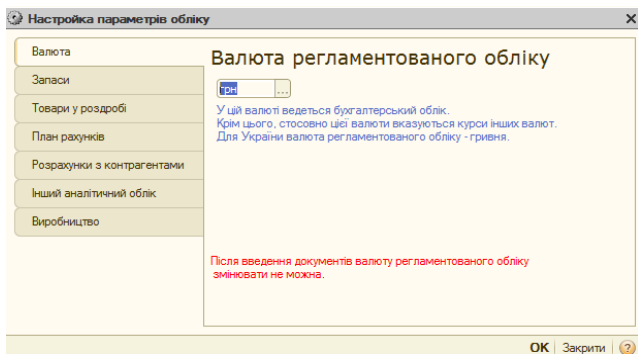 Настройка параметрів обліку
Валюта
Запаси
Товари у роздробі
План рахунків
Розрахунки з контрагентами
Інший аналітичний облік
Виробництво
Валюта регламентованого обліку
грн ...
У цій валюті ведеться бухгалтерський облік.
Крім цього, стосовно цієї валюти вказуються курси інших валют.
Для України валюта регламентованого обліку - гривня.
Після введення документів валюту регламентованого обліку
змінювати не можна.
OK Закрити ?